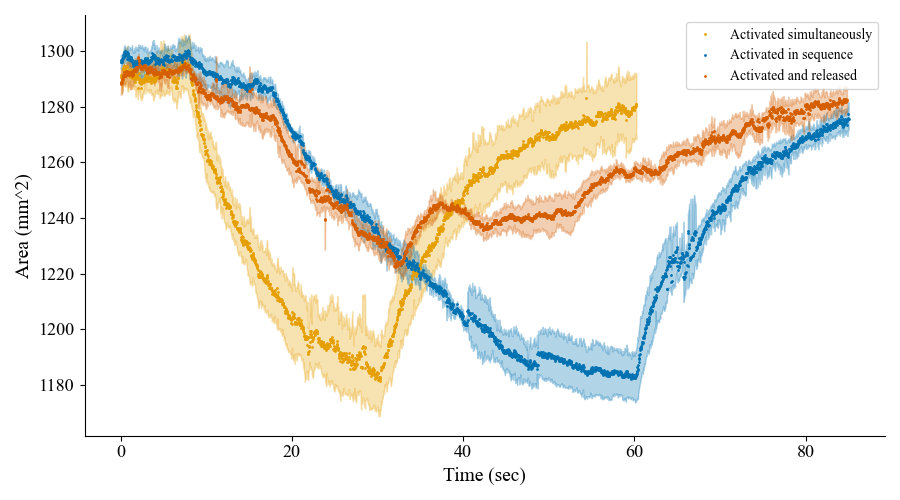 Activated simultaneously
Activated in sequence
Activated and released
Area (mm^2)
1300
1280
1260
1240
1220
1200
1180
0 20 40 60 80
Time (sec)